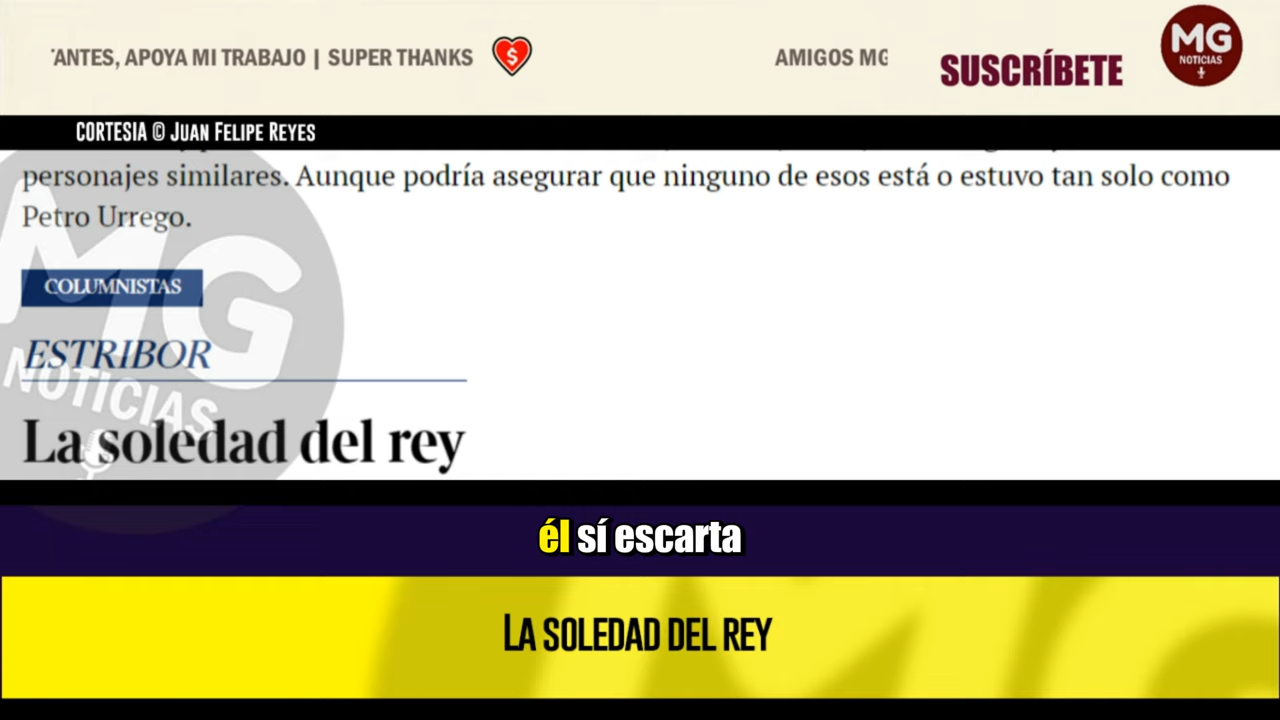 'ANTES, APOYA MI TRABAJO | SUPER THANKS
AMIGOS MG
SUSCRÍBETE
MG
NOTICIAS
CORTESIA © JUAN FELIPE REYES
personajes similares. Aunque podría asegurar que ninguno de esos está o estuvo tan solo como
Petro Urrego.
COLUMNISTAS
ESTRIBOR
MG
NOTICIAS
La soledad del rey
él sí escarta
LA SOLEDAD DEL REY